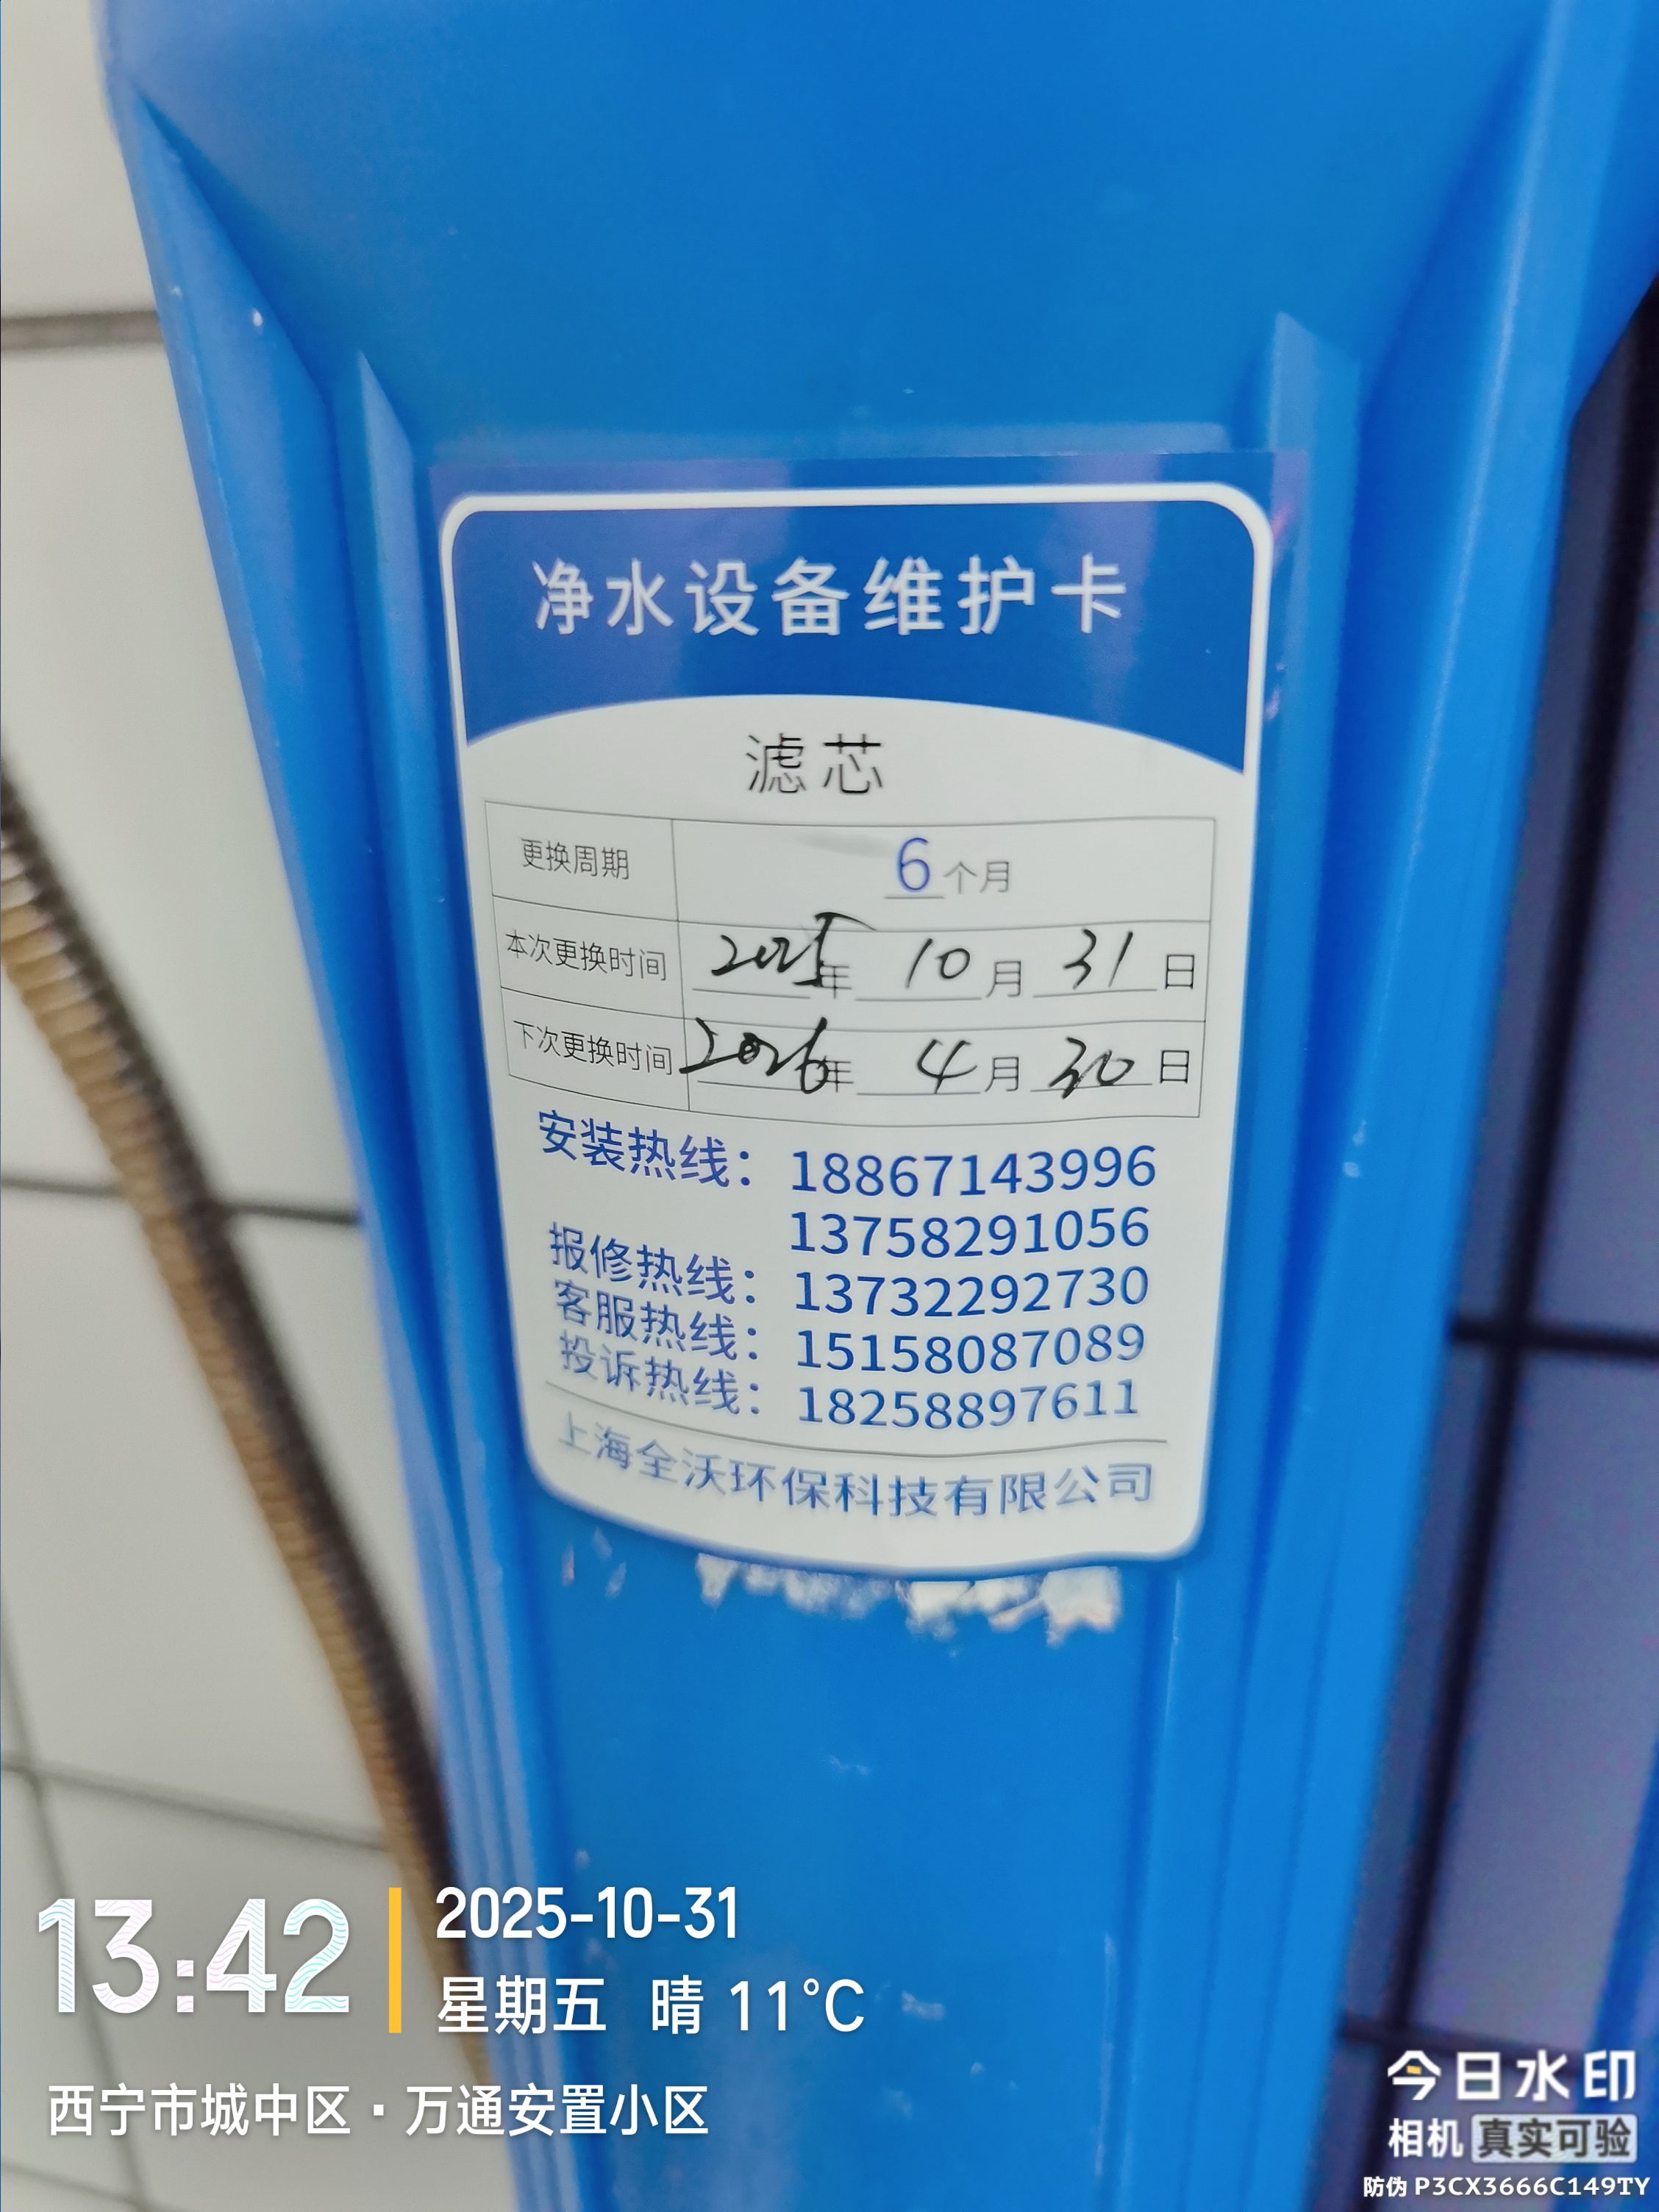 净水设备维护卡
滤芯
更换周期 6个月
本次更换时间 2025年10月31日
下次更换时间 2026年4月30日
安装热线：18867143996
13758291056
报修热线：13732292730
客服热线：15158087089
投诉热线：18258897611
上海全沃环保科技有限公司
13:42
2025-10-31
星期五 晴 11°C
西宁市城中区·万通安置小区
今日水印
相机 真实可验
防伪 P3CX3666C149TY